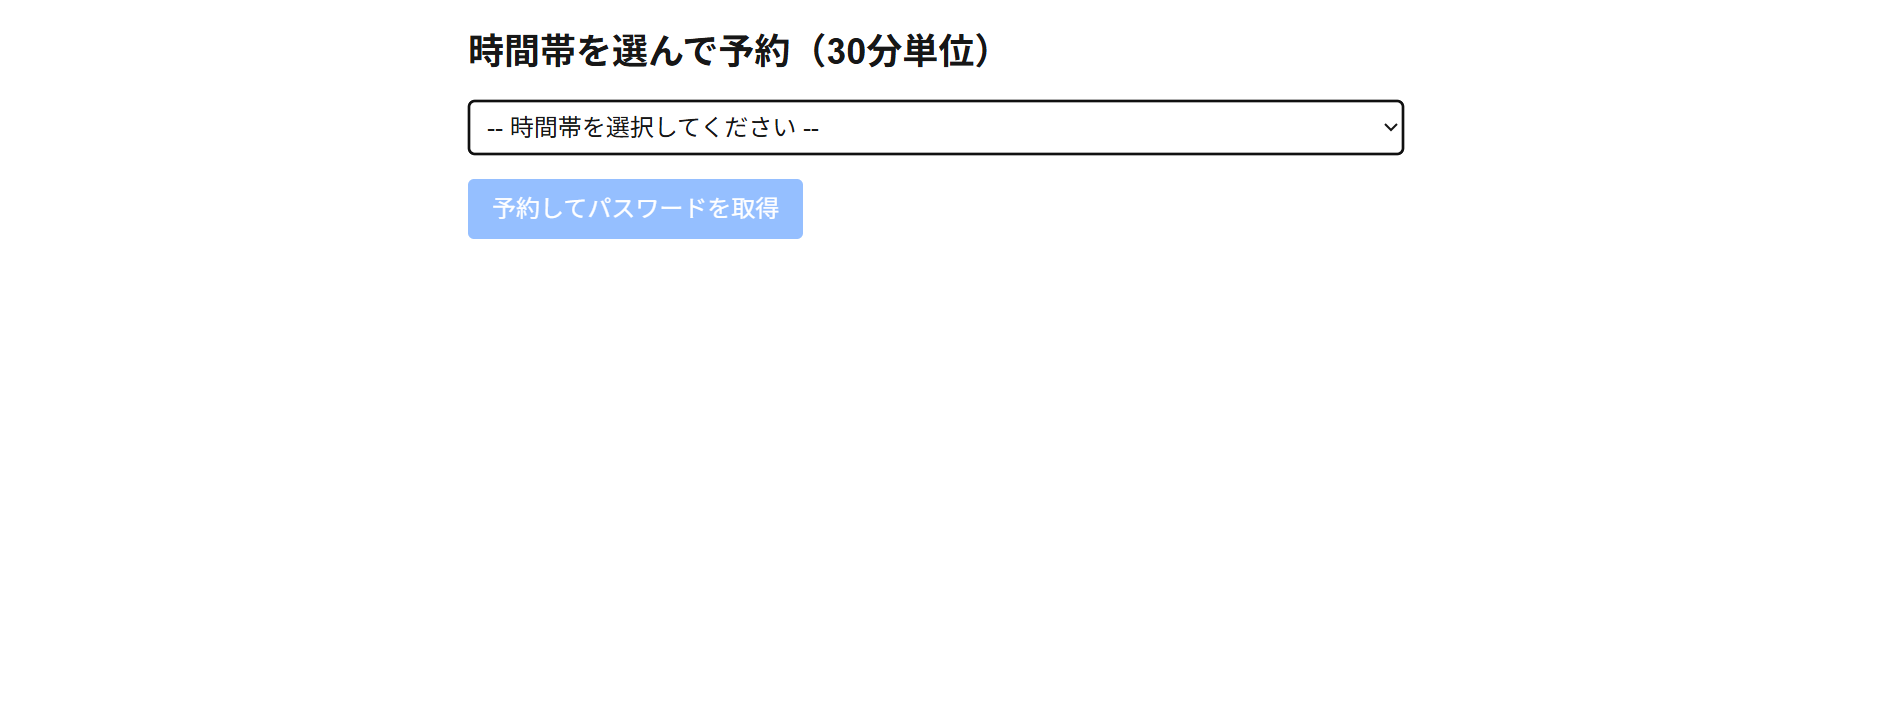 時間帯を選んで予約（30分単位）
-- 時間帯を選択してください --
予約してパスワードを取得